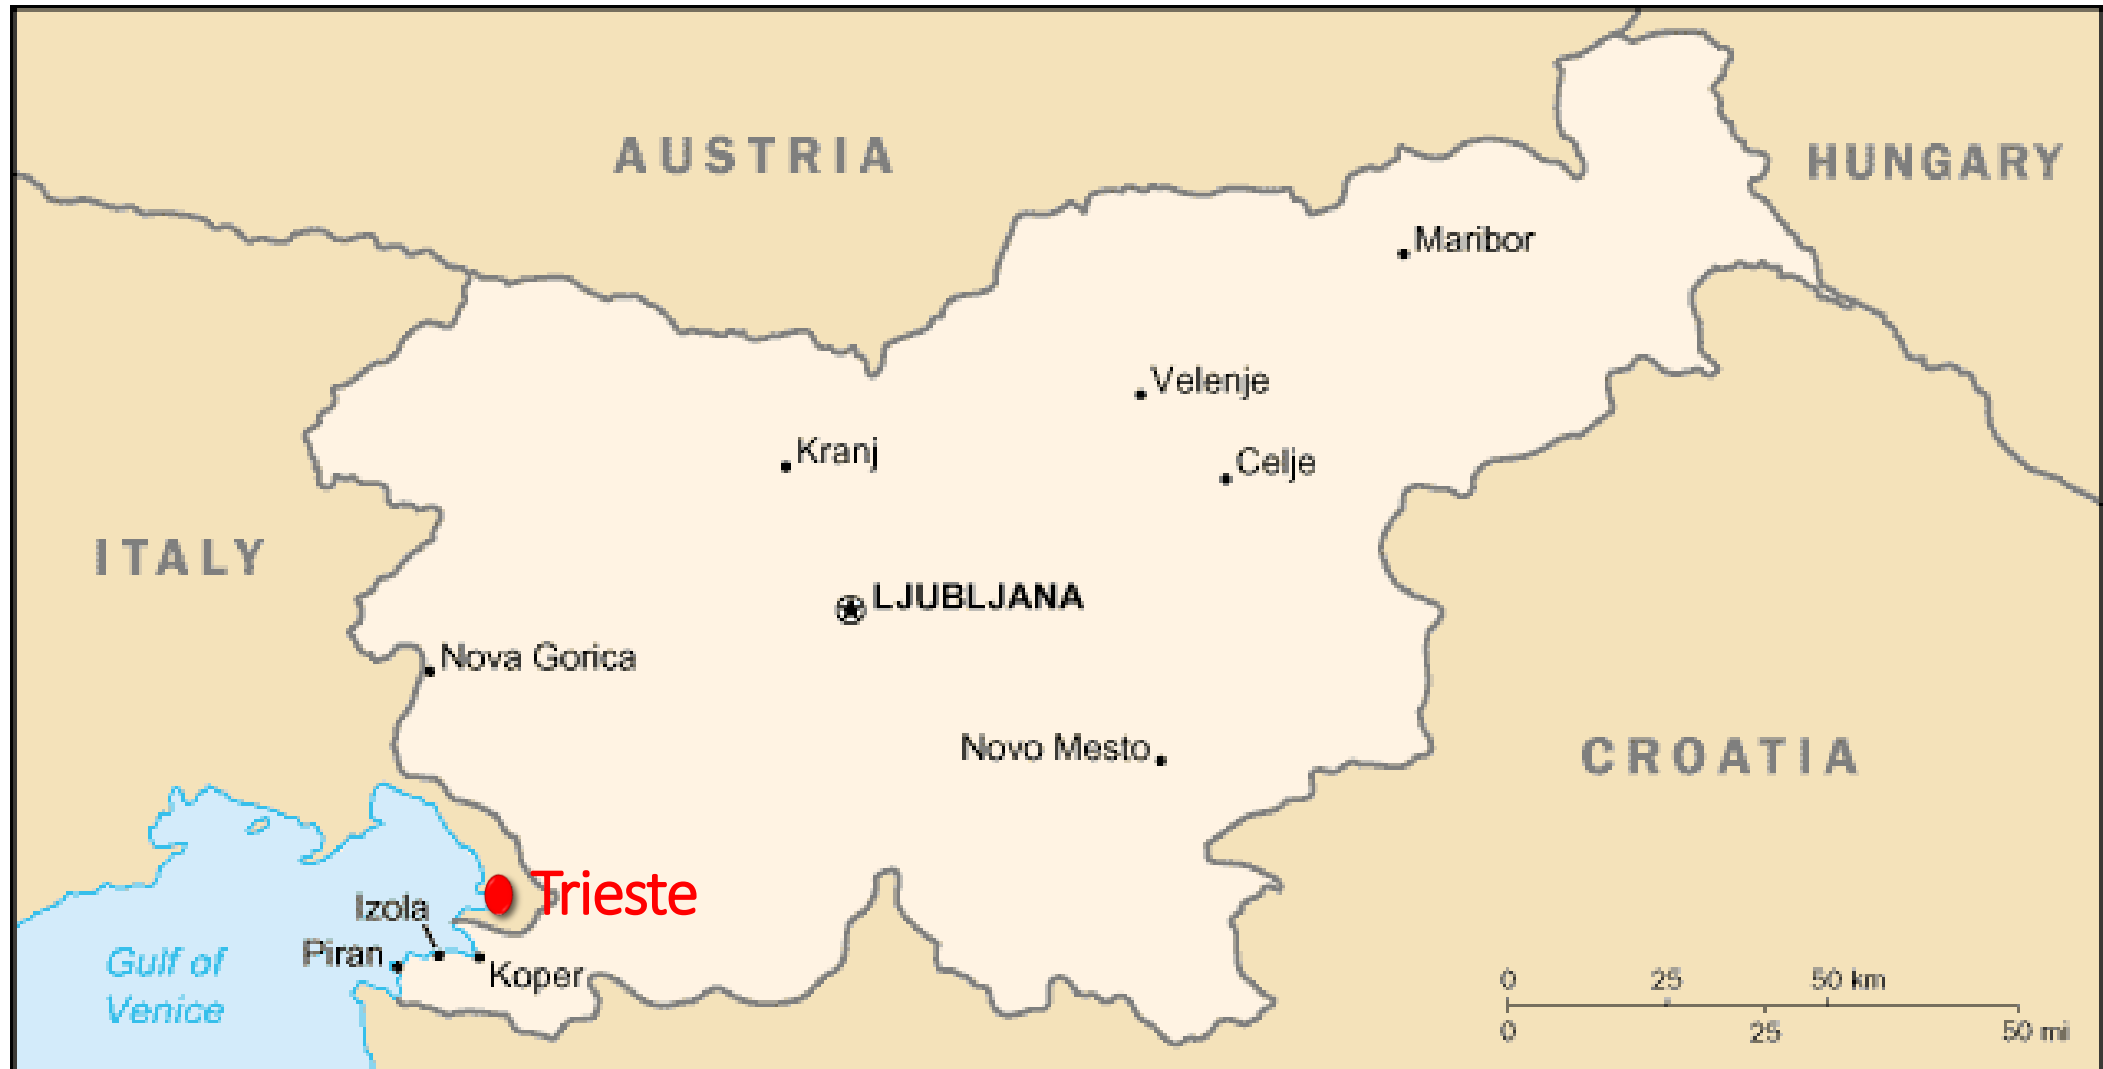 AUSTRIA
HUNGARY
Maribor
Velenje
Kranj
Celje
ITALY
LJUBLJANA
Nova Gorica
Novo Mesto
CROATIA
Trieste
Izola
Piran
Koper
Gulf of
Venice
0 25 50 km
0 25 50 mi